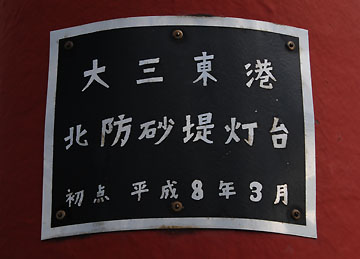 大三東港
北防砂堤灯台
初点 平成8年3月